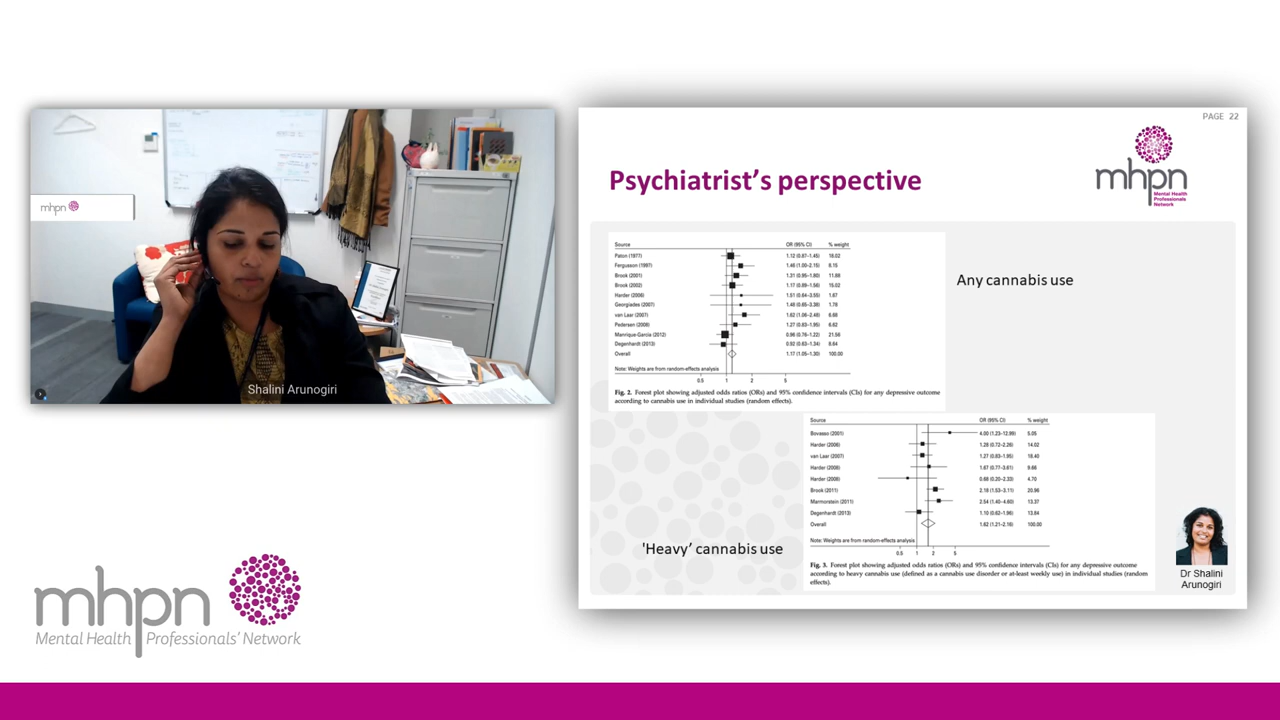 mhpn
Shalini Arunogiri
mhpn
Mental Health Professionals' Network
PAGE 22
Psychiatrist's perspective
mhpn
Mental Health
Professionals
Network
Source OR (95% CI) % weight
Paton (1977) 1.12 (0.87–1.45) 18.02
Fergusson (1997) 1.46 (1.00–2.15) 9.15
Brook (2001) 1.31 (0.95–1.80) 11.88
Brook (2002) 1.17 (0.89–1.56) 15.02
Harder (2006) 1.51 (0.64–3.55) 1.67
Georgiades (2007) 1.48 (0.65–3.38) 1.78
van Laar (2007) 1.62 (1.06–2.48) 6.66
Pedersen (2008) 1.27 (0.83–1.95) 6.62
Manrique-Garcia (2012) 0.96 (0.76–1.22) 21.56
Degenhardt (2013) 0.92 (0.63–1.34) 8.64
Overall 1.17 (1.05–1.30) 100.00
Note: Weights are from random-effects analysis
0.5 1 2 5
Fig. 2. Forest plot showing adjusted odds ratios (ORs) and 95% confidence intervals (CIs) for any depressive outcome
according to cannabis use in individual studies (random effects).
Any cannabis use
Source OR (95% CI) % weight
Bovasso (2001) 4.00 (1.23–12.99) 5.05
Harder (2006) 1.28 (0.72–2.28) 14.02
van Laar (2007) 1.27 (0.83–1.95) 18.40
Harder (2008) 1.67 (0.77–3.61) 9.66
Harder (2008) 0.68 (0.20–2.33) 4.70
Brook (2011) 2.18 (1.53–3.11) 20.96
Marmorstein (2011) 2.54 (1.40–4.60) 13.37
Degenhardt (2013) 1.10 (0.62–1.96) 13.84
Overall 1.62 (1.21–2.16) 100.00
Note: Weights are from random-effects analysis
0.5 1 2 5
Fig. 3. Forest plot showing adjusted odds ratios (ORs) and 95% confidence intervals (CIs) for any depressive outcome
according to heavy cannabis use (defined as a cannabis use disorder or at-least weekly use) in individual studies (random
effects).
'Heavy' cannabis use
Dr Shalini
Arunogiri